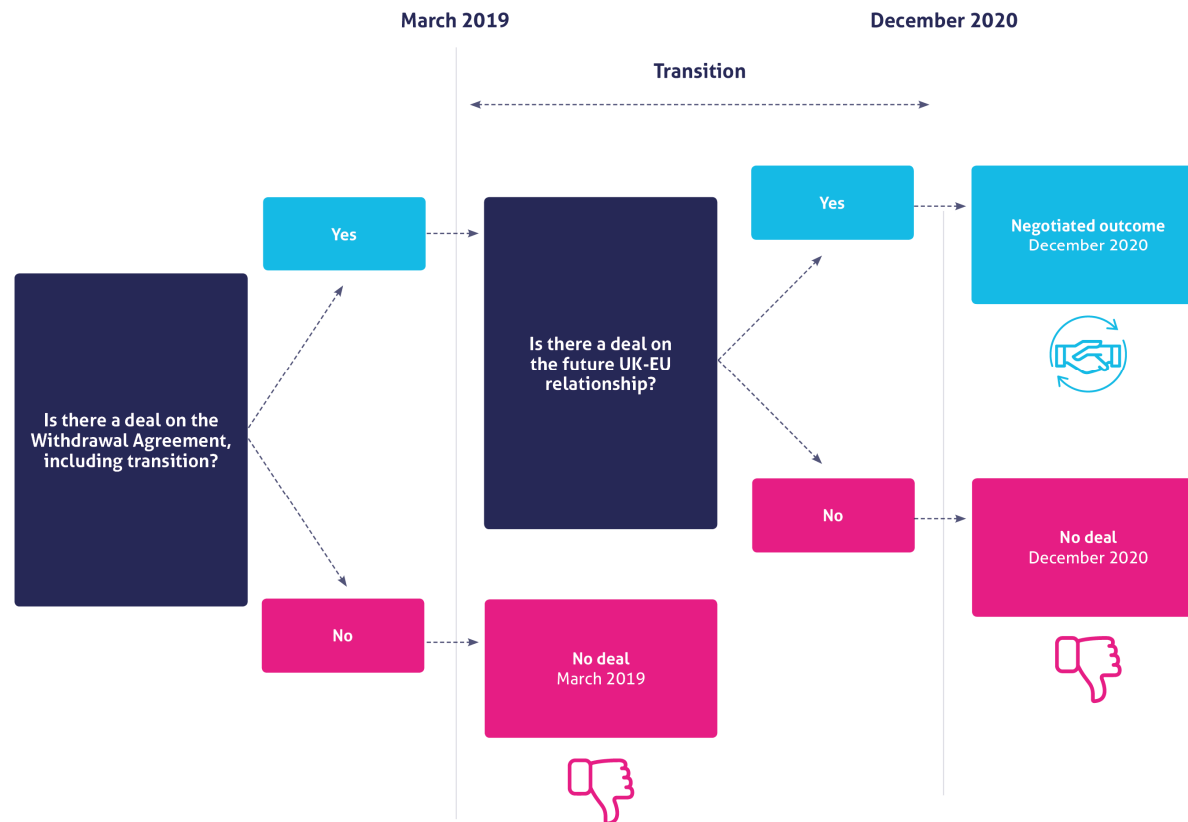 March 2019
December 2020
Transition
Yes
Is there a deal on the
Withdrawal Agreement,
including transition?
No
Is there a deal on
the future UK-EU
relationship?
No deal
March 2019
Yes
No
Negotiated outcome
December 2020
No deal
December 2020